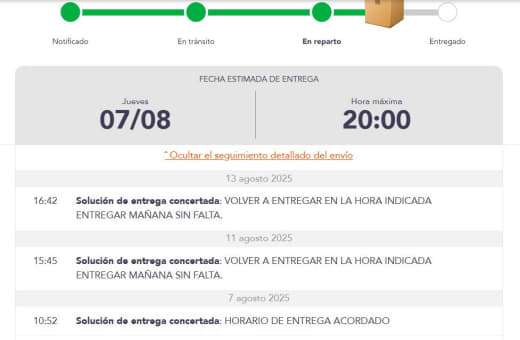 Notificado
En tránsito
En reparto
Entregado
FECHA ESTIMADA DE ENTREGA
Jueves
Hora máxima
07/08
20:00
ˆOcultar el seguimiento detallado del envío
13 agosto 2025
16:42 Solución de entrega concertada: VOLVER A ENTREGAR EN LA HORA INDICADA
ENTREGAR MAÑANA SIN FALTA.
11 agosto 2025
15:45 Solución de entrega concertada: VOLVER A ENTREGAR EN LA HORA INDICADA
ENTREGAR MAÑANA SIN FALTA.
7 agosto 2025
10:52 Solución de entrega concertada: HORARIO DE ENTREGA ACORDADO